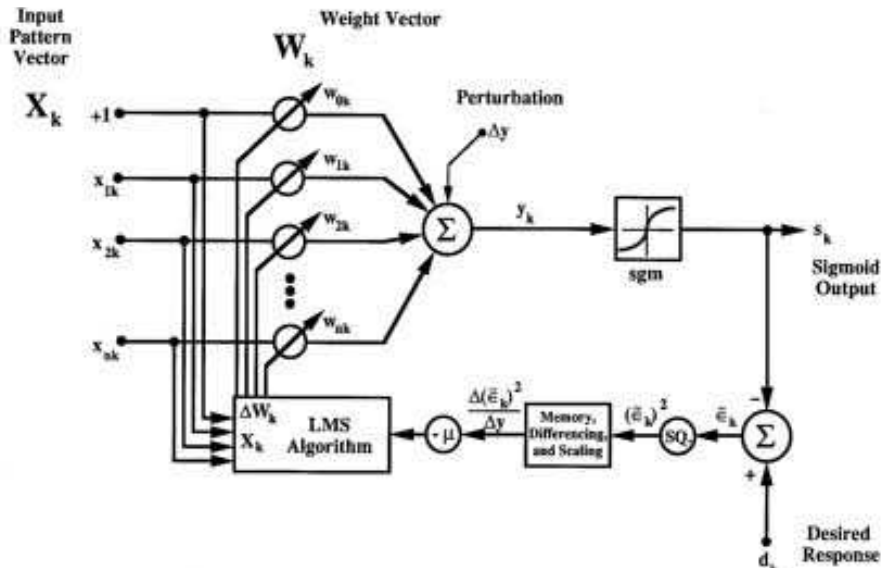 Input
Pattern
Vector
Weight Vector
W_k
X_k
+1
w_0k
Perturbation
Δy
x_1k
w_1k
x_2k
w_2k
Σ
y_k
sgm
s_k
Sigmoid
Output
x_nk
w_nk
ΔW_k
X_k
LMS
Algorithm
- μ
Δ(ε̃_k)²
Δy
Memory,
Differencing,
and Scaling
(ε̃_k)²
SQ.
ε̃_k
−
Σ
+
Desired
Response